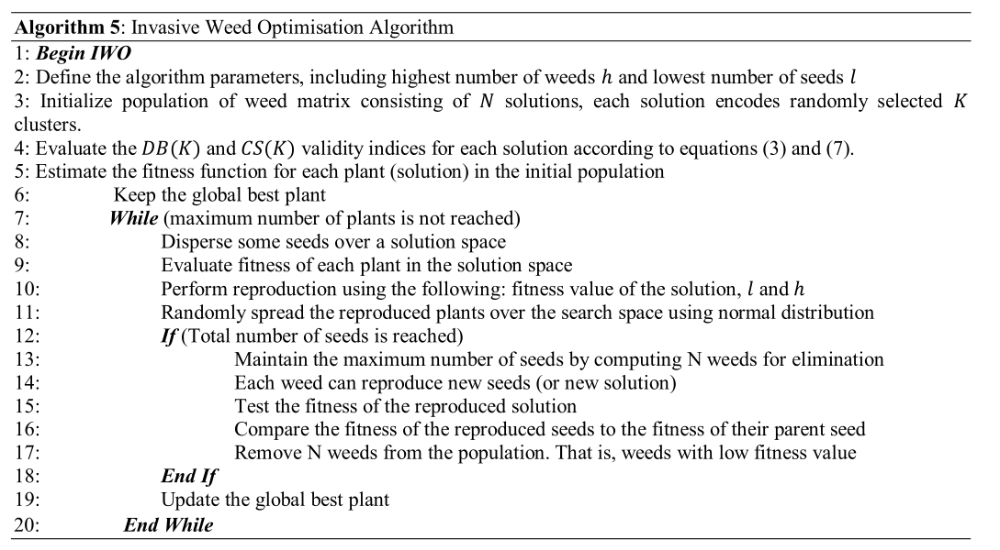 Algorithm 5: Invasive Weed Optimisation Algorithm
1: Begin IWO
2: Define the algorithm parameters, including highest number of weeds h and lowest number of seeds l
3: Initialize population of weed matrix consisting of N solutions, each solution encodes randomly selected K
clusters.
4: Evaluate the DB(K) and CS(K) validity indices for each solution according to equations (3) and (7).
5: Estimate the fitness function for each plant (solution) in the initial population
6: Keep the global best plant
7: While (maximum number of plants is not reached)
8: Disperse some seeds over a solution space
9: Evaluate fitness of each plant in the solution space
10: Perform reproduction using the following: fitness value of the solution, l and h
11: Randomly spread the reproduced plants over the search space using normal distribution
12: If (Total number of seeds is reached)
13: Maintain the maximum number of seeds by computing N weeds for elimination
14: Each weed can reproduce new seeds (or new solution)
15: Test the fitness of the reproduced solution
16: Compare the fitness of the reproduced seeds to the fitness of their parent seed
17: Remove N weeds from the population. That is, weeds with low fitness value
18: End If
19: Update the global best plant
20: End While